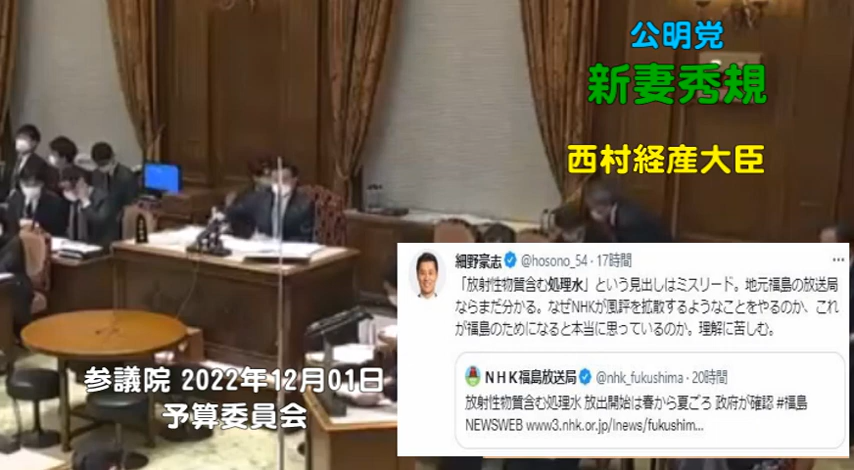 公明党
新妻秀規
西村経産大臣
細野豪志 @hosono_54・17時間
「放射性物質含む処理水」という見出しはミスリード。地元福島の放送局
ならまだ分かる。なぜNHKが風評を拡散するようなことをやるのか、これ
が福島のためになると本当に思っているのか。理解に苦しむ。
ＮＨＫ福島放送局 @nhk_fukushima・20時間
放射性物質含む処理水 放出開始は春から夏ごろ 政府が確認 #福島
NEWSWEB www3.nhk.or.jp/lnews/fukushim...
参議院 2022年12月01日
予算委員会